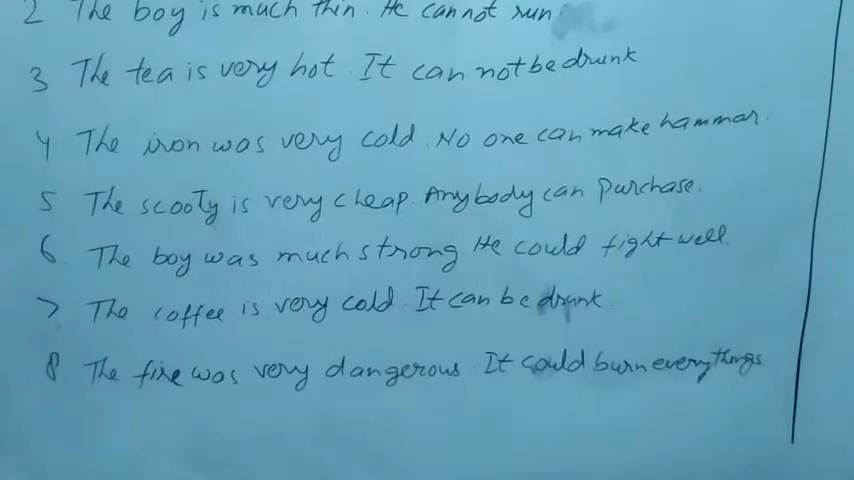 2 The boy is much thin. He cannot run
3 The tea is very hot It can not be drunk
4 The iron was very cold. No one can make hammar.
5 The scooty is very cheap. Anybody can purchase.
6 The boy was much strong. He could fight well.
7 The coffee is very cold. It can be drunk.
8 The fire was very dangerous. It could burn everythings